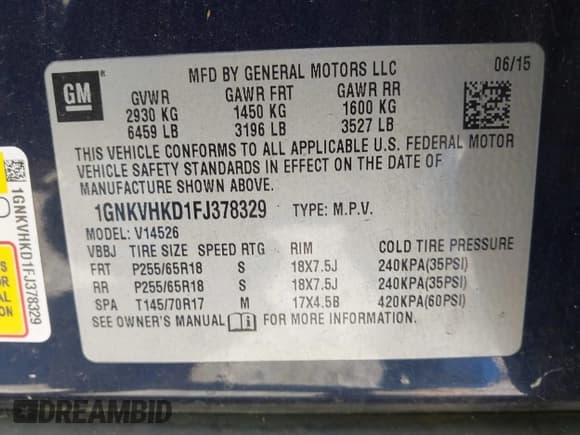 GM
®
MFD BY GENERAL MOTORS LLC
06/15
GVWR GAWR FRT GAWR RR
2930 KG 1450 KG 1600 KG
6459 LB 3196 LB 3527 LB
THIS VEHICLE CONFORMS TO ALL APPLICABLE U.S. FEDERAL MOTOR
VEHICLE SAFETY STANDARDS IN EFFECT ON THE DATE OF
MANUFACTURE SHOWN ABOVE.
1GNKVHKD1FJ378329 TYPE: M.P.V.
MODEL: V14526
VBBJ TIRE SIZE SPEED RTG RIM COLD TIRE PRESSURE
FRT P255/65R18 S 18X7.5J 240KPA(35PSI)
RR P255/65R18 S 18X7.5J 240KPA(35PSI)
SPA T145/70R17 M 17X4.5B 420KPA(60PSI)
SEE OWNER'S MANUAL FOR MORE INFORMATION.
1GNKVHKD1FJ378329
DREAMBID